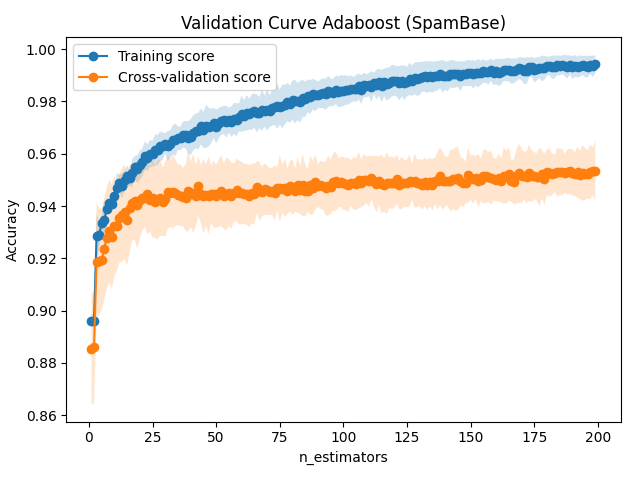 Validation Curve Adaboost (SpamBase)
Training score
Cross-validation score
1.00
0.98
0.96
0.94
0.92
0.90
0.88
0.86
Accuracy
0 25 50 75 100 125 150 175 200
n_estimators